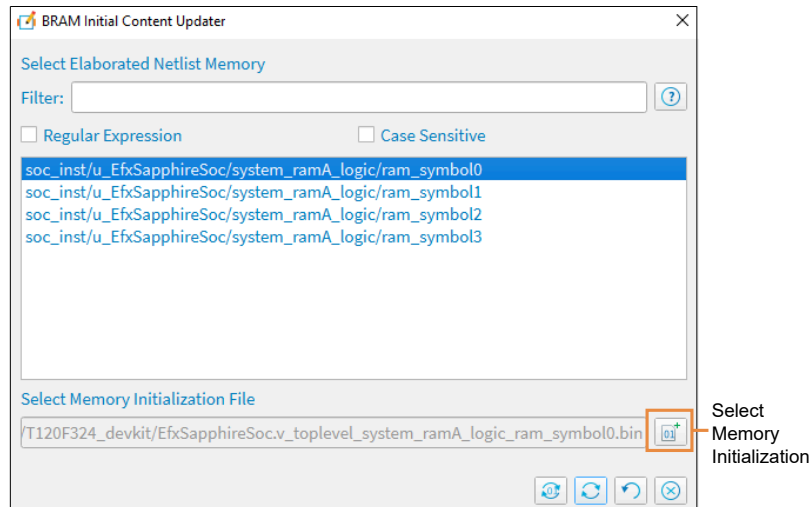 BRAM Initial Content Updater
Select Elaborated Netlist Memory
Filter:
Regular Expression
Case Sensitive
soc_inst/u_EfxSapphireSoc/system_ramA_logic/ram_symbol0
soc_inst/u_EfxSapphireSoc/system_ramA_logic/ram_symbol1
soc_inst/u_EfxSapphireSoc/system_ramA_logic/ram_symbol2
soc_inst/u_EfxSapphireSoc/system_ramA_logic/ram_symbol3
Select Memory Initialization File
/T120F324_devkit/EfxSapphireSoc.v_toplevel_system_ramA_logic_ram_symbol0.bin
01
Select
Memory
Initialization